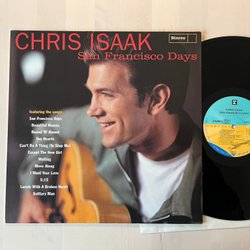 CHRIS ISAAK
Stereo
San Francisco Days
featuring the songs
San Francisco Days
Beautiful Homes
Round 'N' Round
Two Hearts
Can't Do A Thing (To Stop Me)
Except The New Girl
Waiting
Move Along
I Want Your Love
5:15
Lonely With A Broken Heart
Solitary Man